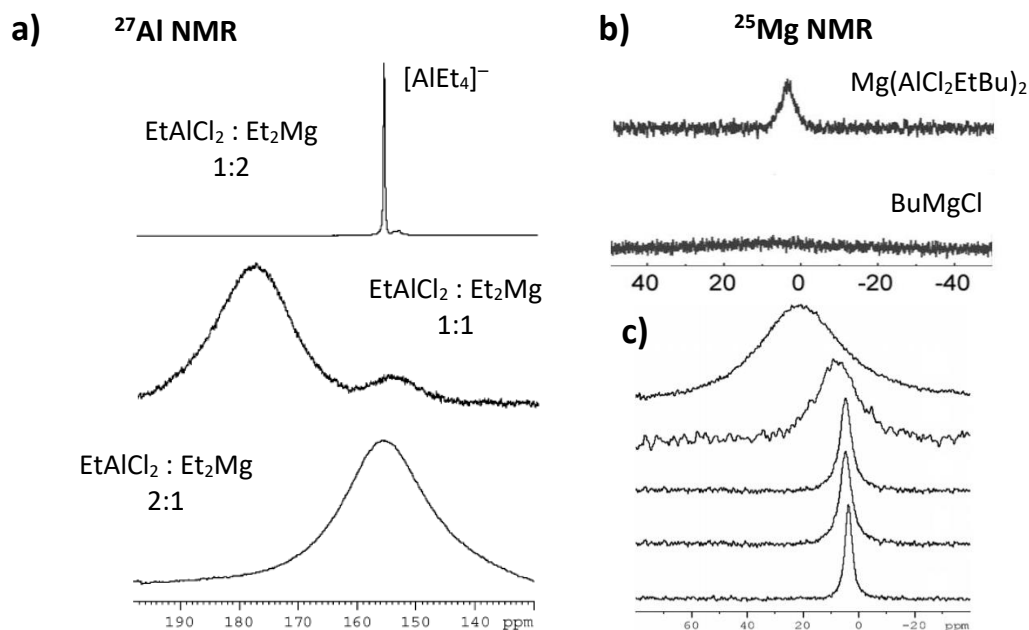 a)
²⁷Al NMR
[AlEt₄]⁻
EtAlCl₂ : Et₂Mg
1:2
EtAlCl₂ : Et₂Mg
1:1
EtAlCl₂ : Et₂Mg
2:1
190 180 170 160 150 140 ppm
b)
²⁵Mg NMR
Mg(AlCl₂EtBu)₂
BuMgCl
40 20 0 -20 -40
c)
80 60 40 20 0 -20 ppm